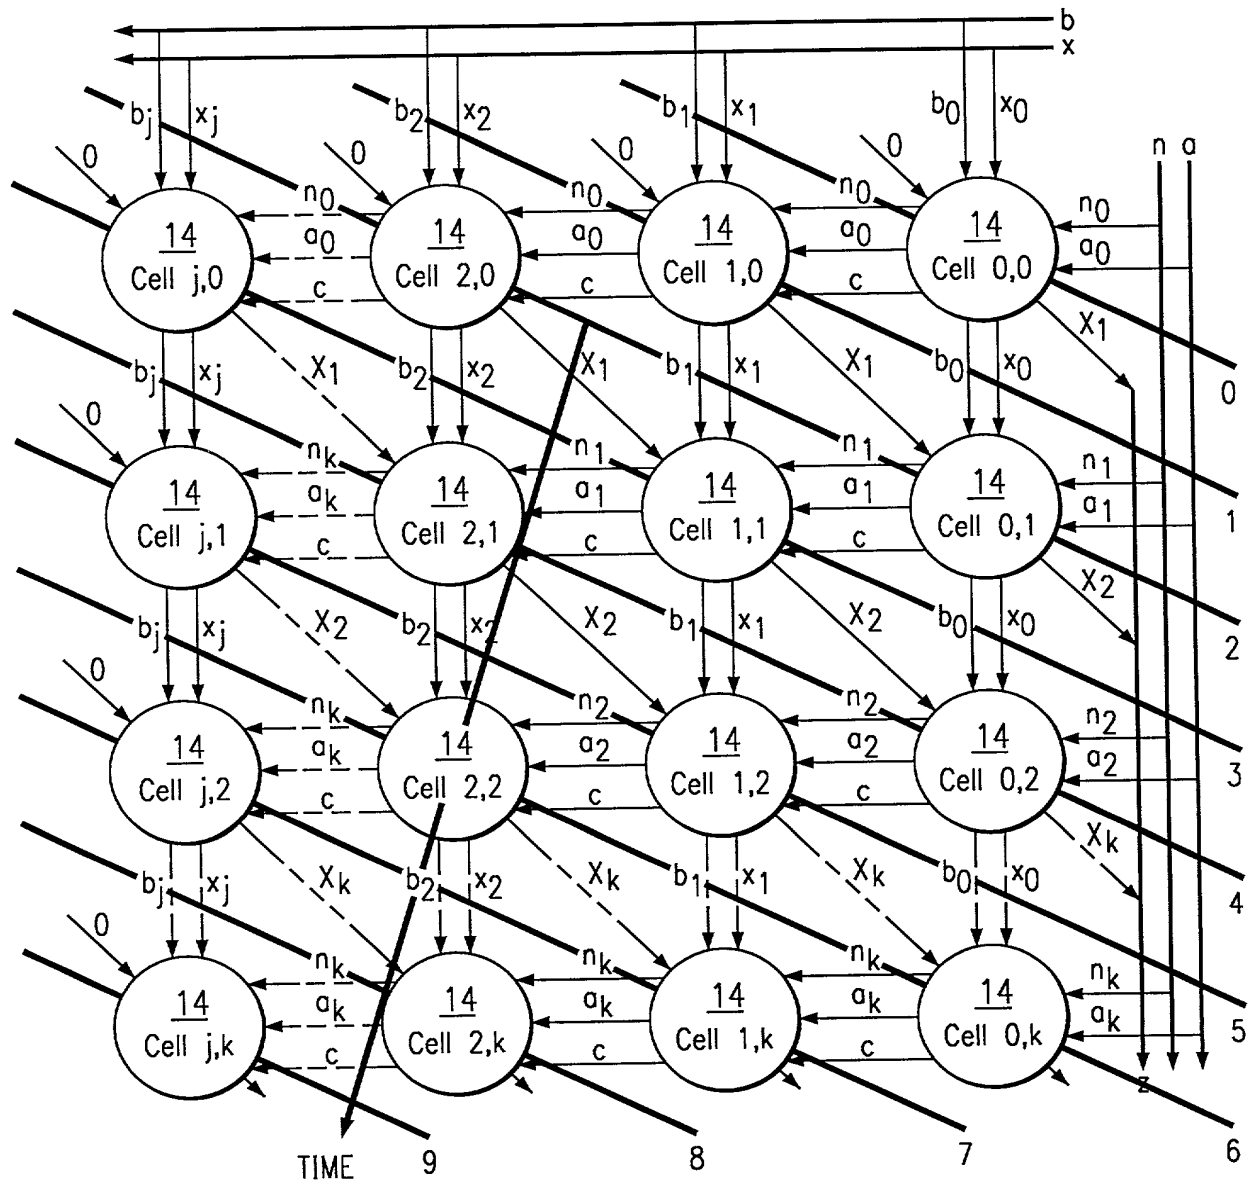 b
x
b_j x_j b_2 x_2 b_1 x_1 b_0 x_0
n a
0 0 0 0
n_0 n_0 n_0 n_0
14 14 14 14
a_0 a_0 a_0 a_0
Cell j,0 Cell 2,0 Cell 1,0 Cell 0,0
c c c
X_1 X_1 X_1 X_1
b_j x_j b_2 x_2 b_1 x_1 b_0 x_0
0
0
n_k n_1 n_1 n_1
14 14 14 14
a_k a_1 a_1 a_1
1
Cell j,1 Cell 2,1 Cell 1,1 Cell 0,1
c c c
X_2 X_2 X_2 X_2
b_j x_j b_2 x_2 b_1 x_1 b_0 x_0
2
0
n_k n_2 n_2 n_2
14 14 14 14
a_k a_2 a_2 a_2
3
Cell j,2 Cell 2,2 Cell 1,2 Cell 0,2
c c c
X_k X_k X_k X_k
b_j x_j b_2 x_2 b_1 x_1 b_0 x_0
4
0
n_k n_k n_k n_k
14 14 14 14
a_k a_k a_k a_k
5
Cell j,k Cell 2,k Cell 1,k Cell 0,k
c c c
z
TIME 9 8 7 6